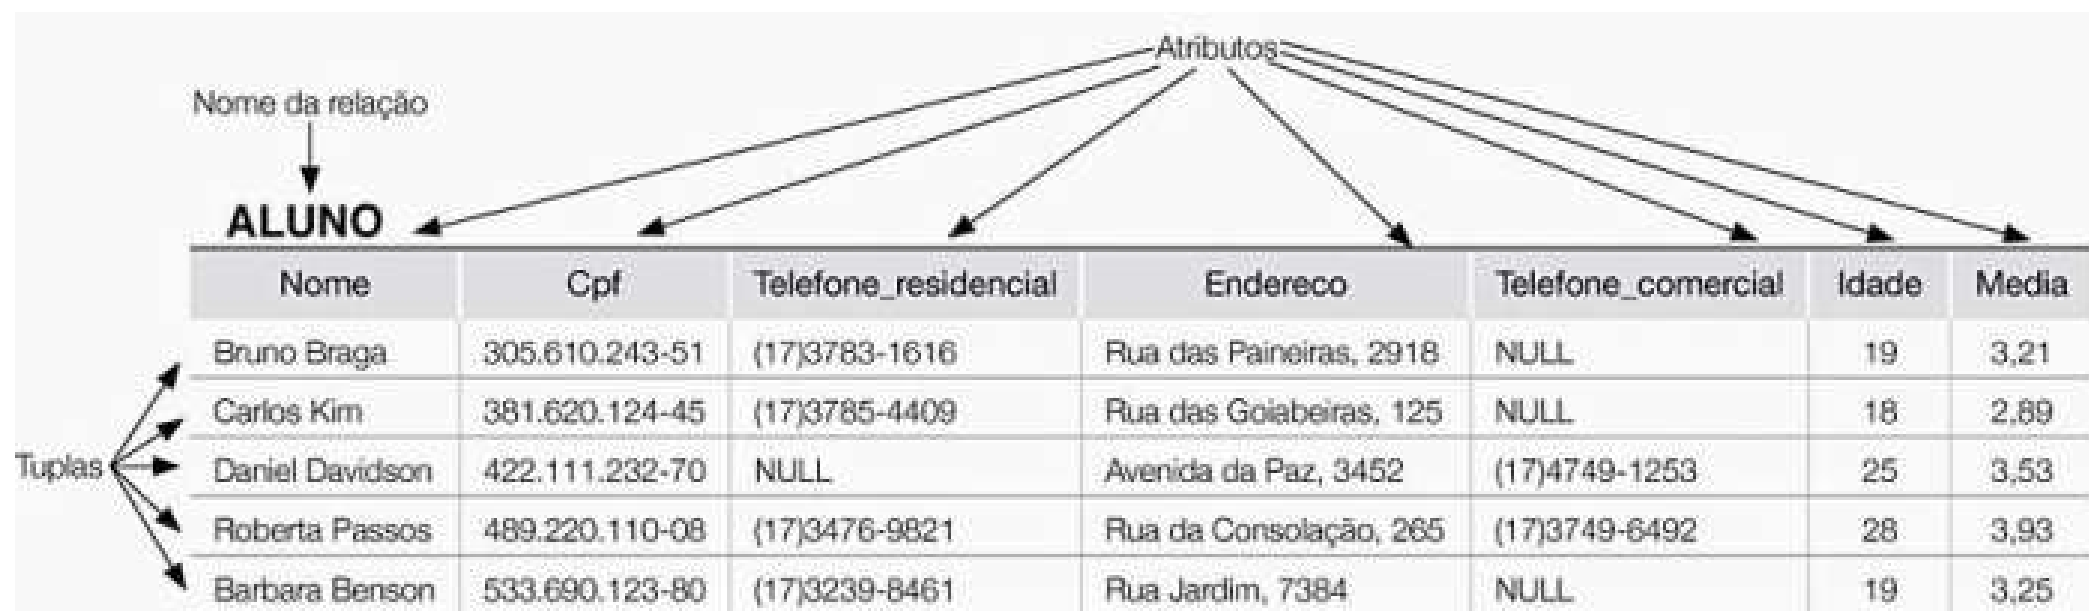 Atributos
Nome da relação
ALUNO
Nome Cpf Telefone_residencial Endereco Telefone_comercial Idade Media
Bruno Braga 305.610.243-51 (17)3783-1616 Rua das Paineiras, 2918 NULL 19 3,21
Carlos Kim 381.620.124-45 (17)3785-4409 Rua das Goiabeiras, 125 NULL 18 2,89
Tuplas Daniel Davidson 422.111.232-70 NULL Avenida da Paz, 3452 (17)4749-1253 25 3,53
Roberta Passos 489.220.110-08 (17)3476-9821 Rua da Consolação, 265 (17)3749-6492 28 3,93
Barbara Benson 533.690.123-80 (17)3239-8461 Rua Jardim, 7384 NULL 19 3,25